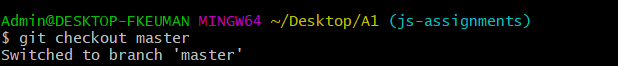 Admin@DESKTOP-FKEUMAN MINGW64 ~/Desktop/A1 (js-assignments)
$ git checkout master
Switched to branch 'master'